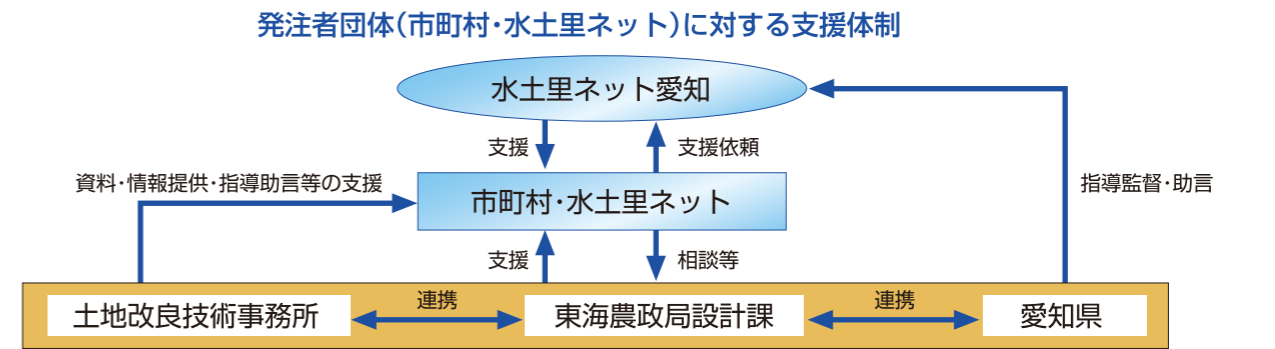 発注者団体(市町村・水土里ネット)に対する支援体制
水土里ネット愛知
支援
支援依頼
資料・情報提供・指導助言等の支援
指導監督・助言
市町村・水土里ネット
支援
相談等
土地改良技術事務所
連携
東海農政局設計課
連携
愛知県